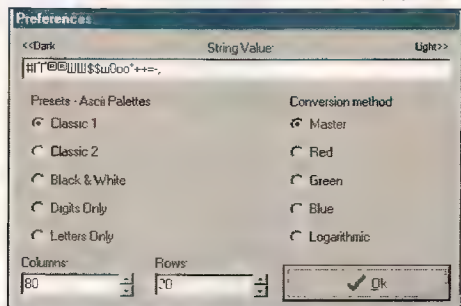 Preferences
<<Dark String Value: Light>>
Presets - Ascii Palettes Conversion method
Classic 1 Master
Classic 2 Red
Black & White Green
Digits Only Blue
Letters Only Logarithmic
Columns: Rows:
80 Ok